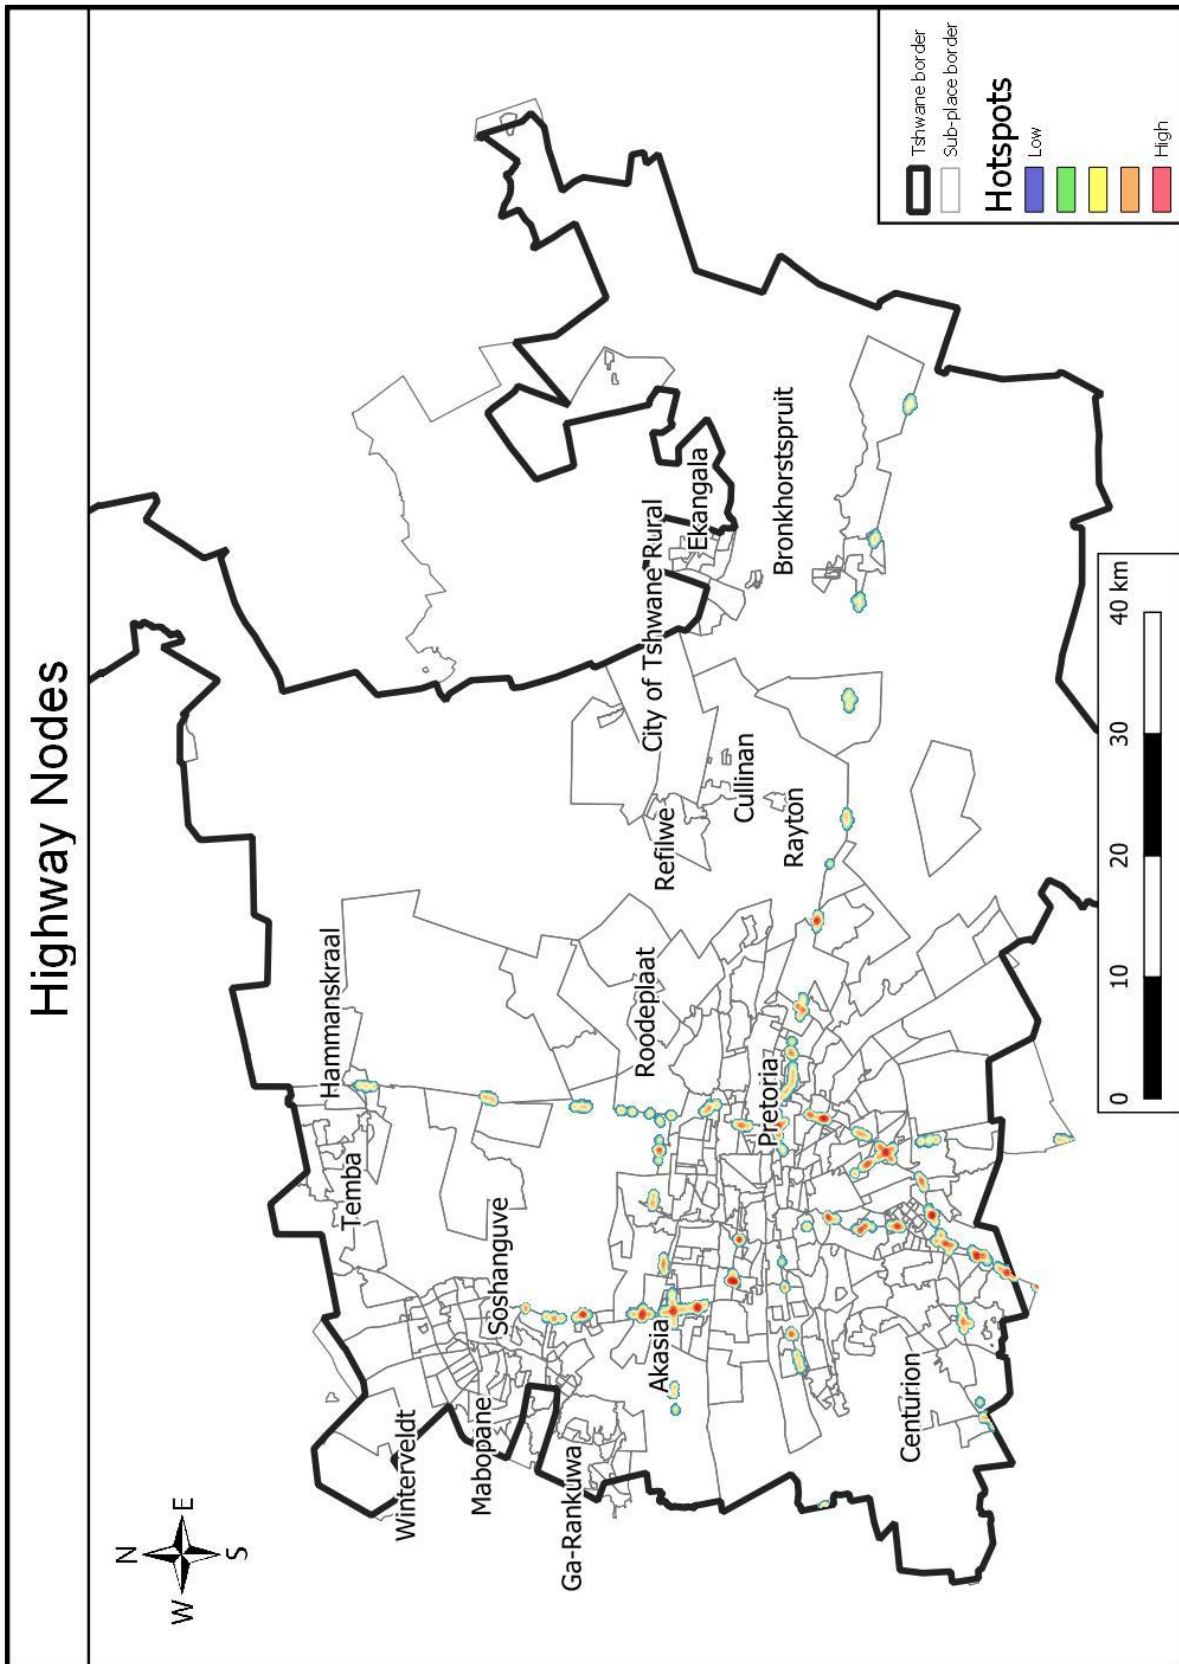 Highway Nodes
N
W
E
S
Tshwane border
Sub-place border
Hotspots
Low
High
Hammanskraal
Temba
Winterveldt
Soshanguve
Mabopane
Ga-Rankuwa
Akasia
Roodeplaat
Refilwe
City of Tshwane Rural
Ekangala
Cullinan
Rayton
Bronkhorstspruit
Pretoria
Centurion
0 10 20 30 40 km